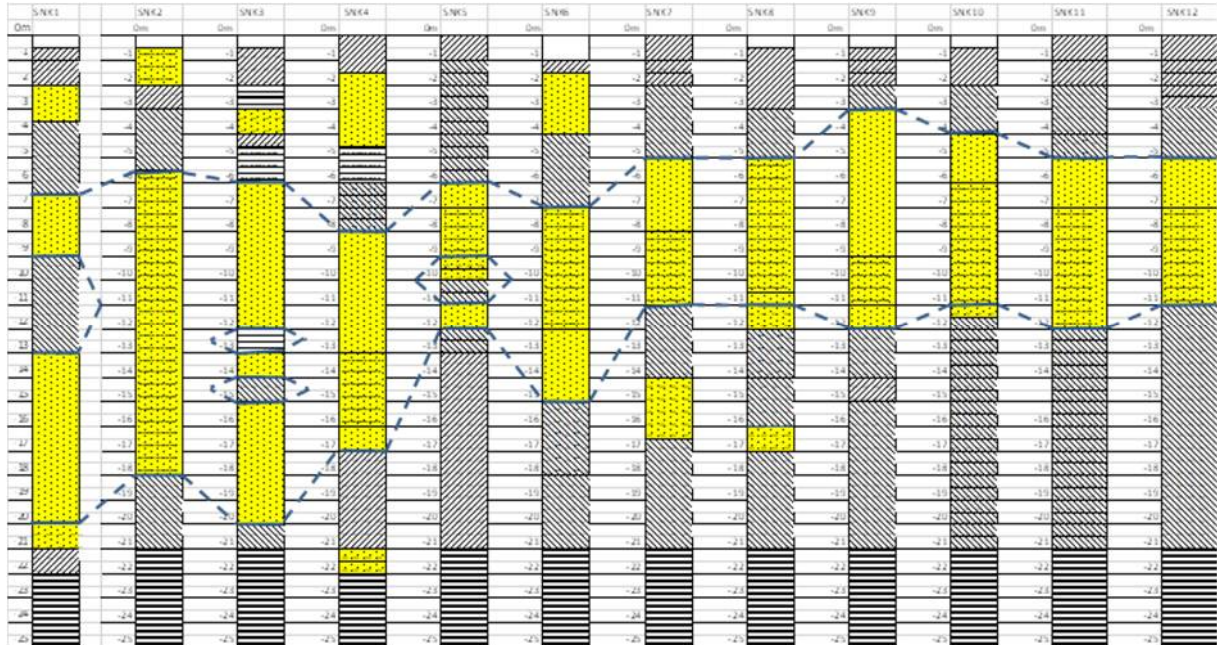 SNK1 SNK2 SNK3 SNK4 SNK5 SNK6 SNK7 SNK8 SNK9 SNK10 SNK11 SNK12
0m 0m 0m 0m 0m 0m 0m 0m 0m 0m 0m
-1 -1 -1 -1 -1 -1 -1 -1 -1 -1 -1
-2 -2 -2 -2 -2 -2 -2 -2 -2 -2 -2
-3 -3 -3 -3 -3 -3 -3 -3 -3 -3 -3
-4 -4 -4 -4 -4 -4 -4 -4 -4 -4 -4
-5 -5 -5 -5 -5 -5 -5 -5 -5 -5 -5
-6 -6 -6 -6 -6 -6 -6 -6 -6 -6 -6
-7 -7 -7 -7 -7 -7 -7 -7 -7 -7 -7
-8 -8 -8 -8 -8 -8 -8 -8 -8 -8 -8
-9 -9 -9 -9 -9 -9 -9 -9 -9 -9 -9
10 -10 -10 -10 -10 -10 -10 -10 -10 -10 -10 -10
11 -11 -11 -11 -11 -11 -11 -11 -11 -11 -11 -11
12 -12 -12 -12 -12 -12 -12 -12 -12 -12 -12 -12
13 -13 -13 -13 -13 -13 -13 -13 -13 -13 -13 -13
14 -14 -14 -14 -14 -14 -14 -14 -14 -14 -14 -14
15 -15 -15 -15 -15 -15 -15 -15 -15 -15 -15 -15
16 -16 -16 -16 -16 -16 -16 -16 -16 -16 -16 -16
17 -17 -17 -17 -17 -17 -17 -17 -17 -17 -17 -17
18 -18 -18 -18 -18 -18 -18 -18 -18 -18 -18 -18
19 -19 -19 -19 -19 -19 -19 -19 -19 -19 -19 -19
20 -20 -20 -20 -20 -20 -20 -20 -20 -20 -20 -20
21 -21 -21 -21 -21 -21 -21 -21 -21 -21 -21 -21
22 -22 -22 -22 -22 -22 -22 -22 -22 -22 -22 -22
23 -23 -23 -23 -23 -23 -23 -23 -23 -23 -23 -23
24 -24 -24 -24 -24 -24 -24 -24 -24 -24 -24 -24
25 -25 -25 -25 -25 -25 -25 -25 -25 -25 -25 -25